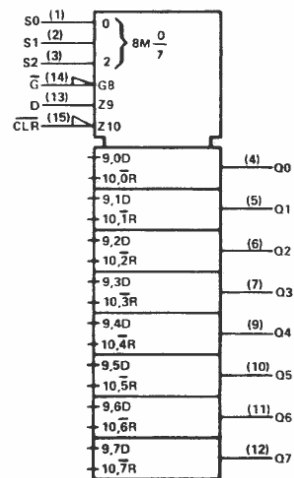 S0 (1) 0
S1 (2) } 8M 0/7
S2 (3) 2
G̅ (14) G8
D (13) Z9
C̅L̅R̅ (15) Z10
9,0D (4) Q0
10,0̅R
9,1D (5) Q1
10,1̅R
9,2D (6) Q2
10,2̅R
9,3D (7) Q3
10,3̅R
9,4D (9) Q4
10,4̅R
9,5D (10) Q5
10,5̅R
9,6D (11) Q6
10,6̅R
9,7D (12) Q7
10,7̅R